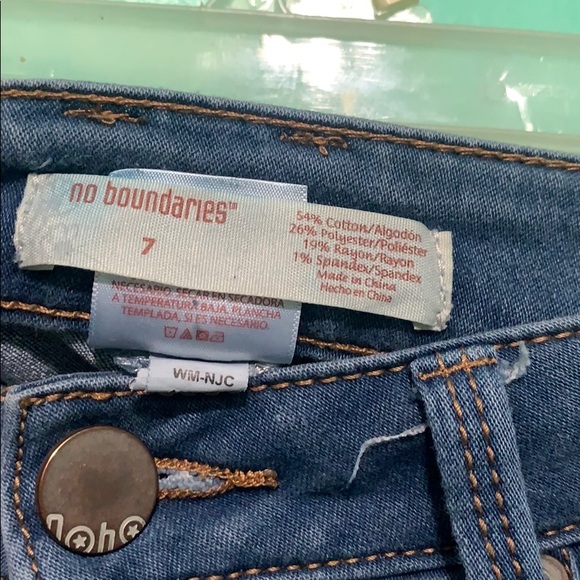 no boundaries™
7
54% Cotton/Algodón
26% Polyester/Poliéster
19% Rayon/Rayon
1% Spandex/Spandex
Made in China
Hecho en China
NECESARIO. SECAR EN SECADORA
A TEMPERATURA BAJA. PLANCHA
TEMPLADA, SI ES NECESARIO.
WM-NJC
noho